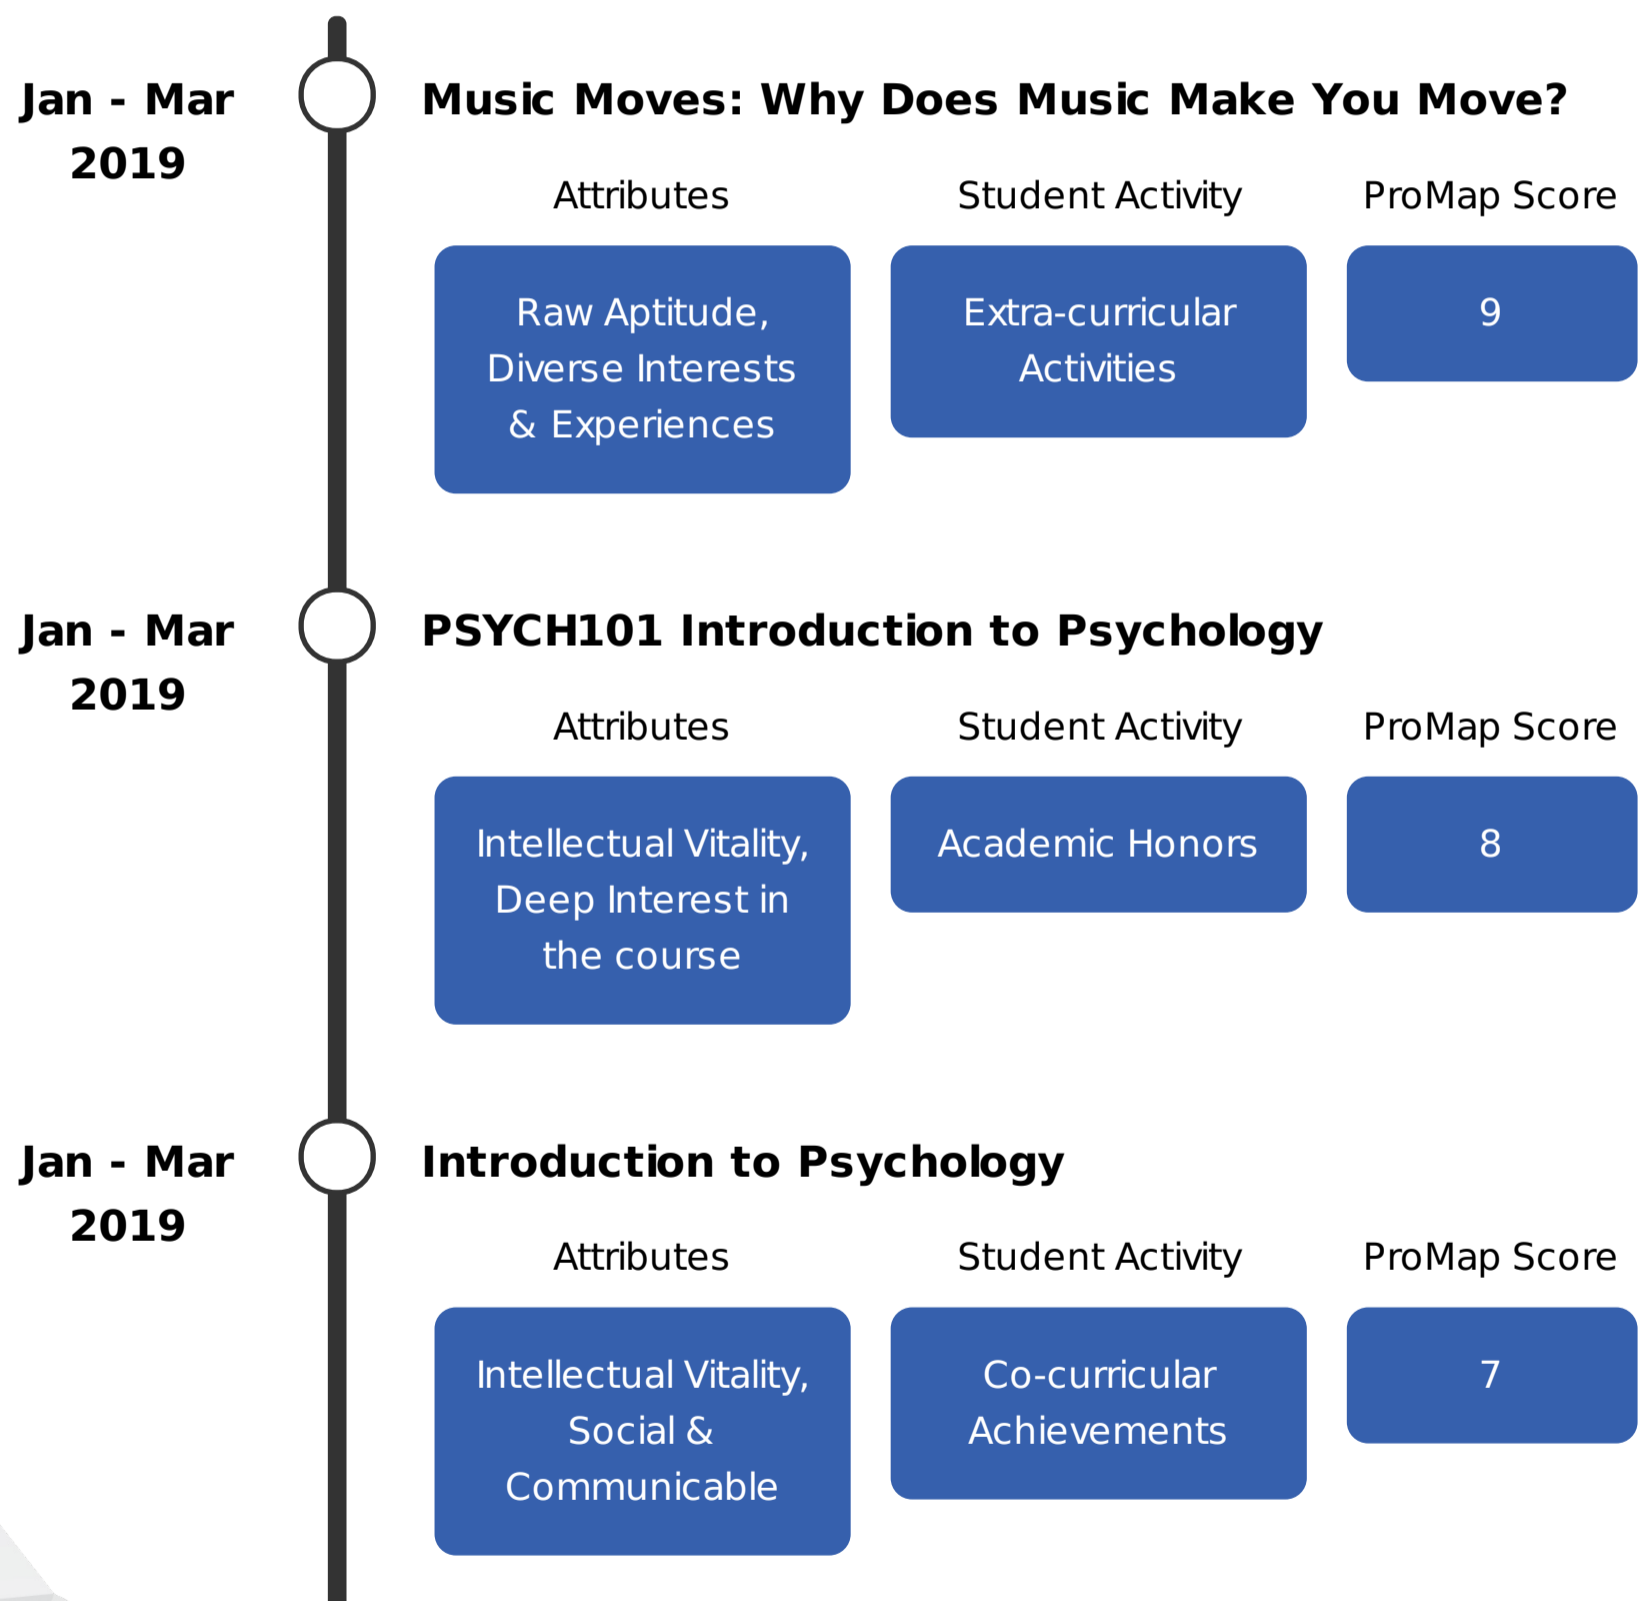 Jan - Mar
2019
Music Moves: Why Does Music Make You Move?
Attributes
Student Activity
ProMap Score
Raw Aptitude,
Diverse Interests
& Experiences
Extra-curricular
Activities
9
Jan - Mar
2019
PSYCH101 Introduction to Psychology
Attributes
Student Activity
ProMap Score
Intellectual Vitality,
Deep Interest in
the course
Academic Honors
8
Jan - Mar
2019
Introduction to Psychology
Attributes
Student Activity
ProMap Score
Intellectual Vitality,
Social &
Communicable
Co-curricular
Achievements
7